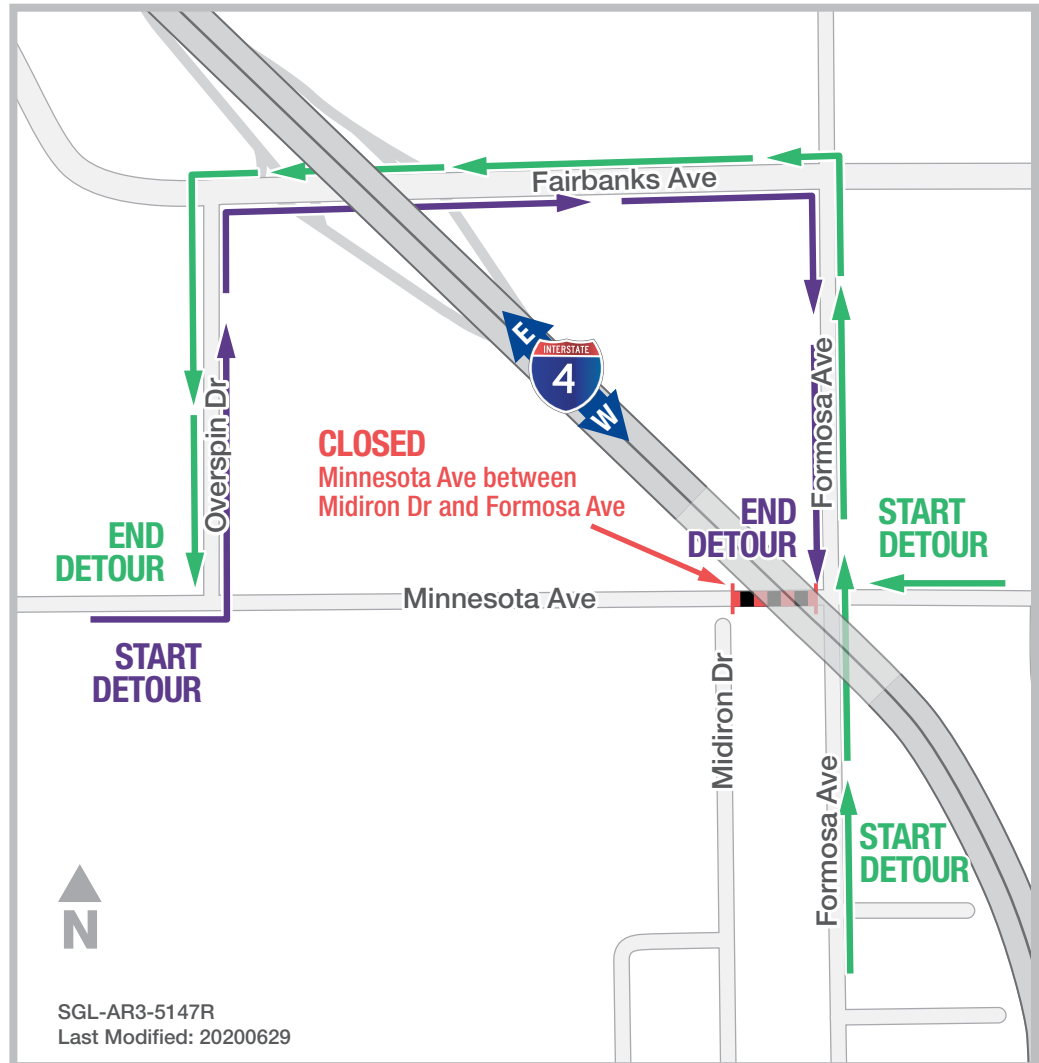 Fairbanks Ave
E
INTERSTATE
4
W
Overspin Dr
Formosa Ave
CLOSED
Minnesota Ave between
Midiron Dr and Formosa Ave
END
DETOUR
END
DETOUR
START
DETOUR
Minnesota Ave
START
DETOUR
Midiron Dr
Formosa Ave
START
DETOUR
N
SGL-AR3-5147R
Last Modified: 20200629